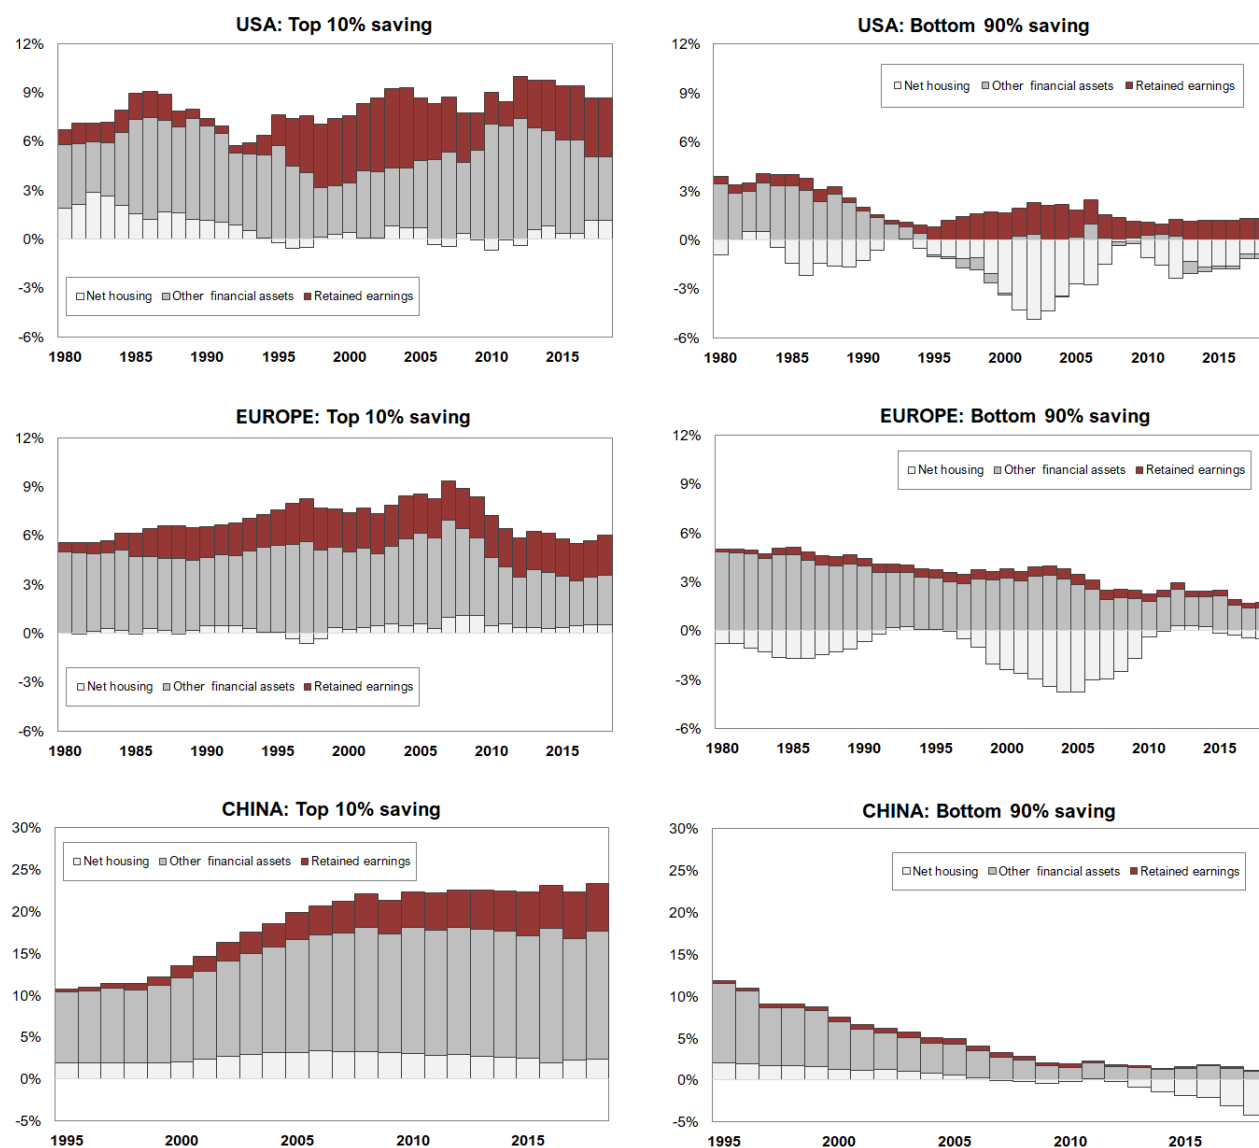 USA: Top 10% saving
12%
9%
6%
3%
0%
-3%
-6%
Net housing Other financial assets Retained earnings
1980 1985 1990 1995 2000 2005 2010 2015
USA: Bottom 90% saving
12%
9%
6%
3%
0%
-3%
-6%
Net housing Other financial assets Retained earnings
1980 1985 1990 1995 2000 2005 2010 2015
EUROPE: Top 10% saving
12%
9%
6%
3%
0%
-3%
-6%
Net housing Other financial assets Retained earnings
1980 1985 1990 1995 2000 2005 2010 2015
EUROPE: Bottom 90% saving
12%
9%
6%
3%
0%
-3%
-6%
Net housing Other financial assets Retained earnings
1980 1985 1990 1995 2000 2005 2010 2015
CHINA: Top 10% saving
30%
25%
20%
15%
10%
5%
0%
-5%
Net housing Other financial assets Retained earnings
1995 2000 2005 2010 2015
CHINA: Bottom 90% saving
30%
25%
20%
15%
10%
5%
0%
-5%
Net housing Other financial assets Retained earnings
1995 2000 2005 2010 2015